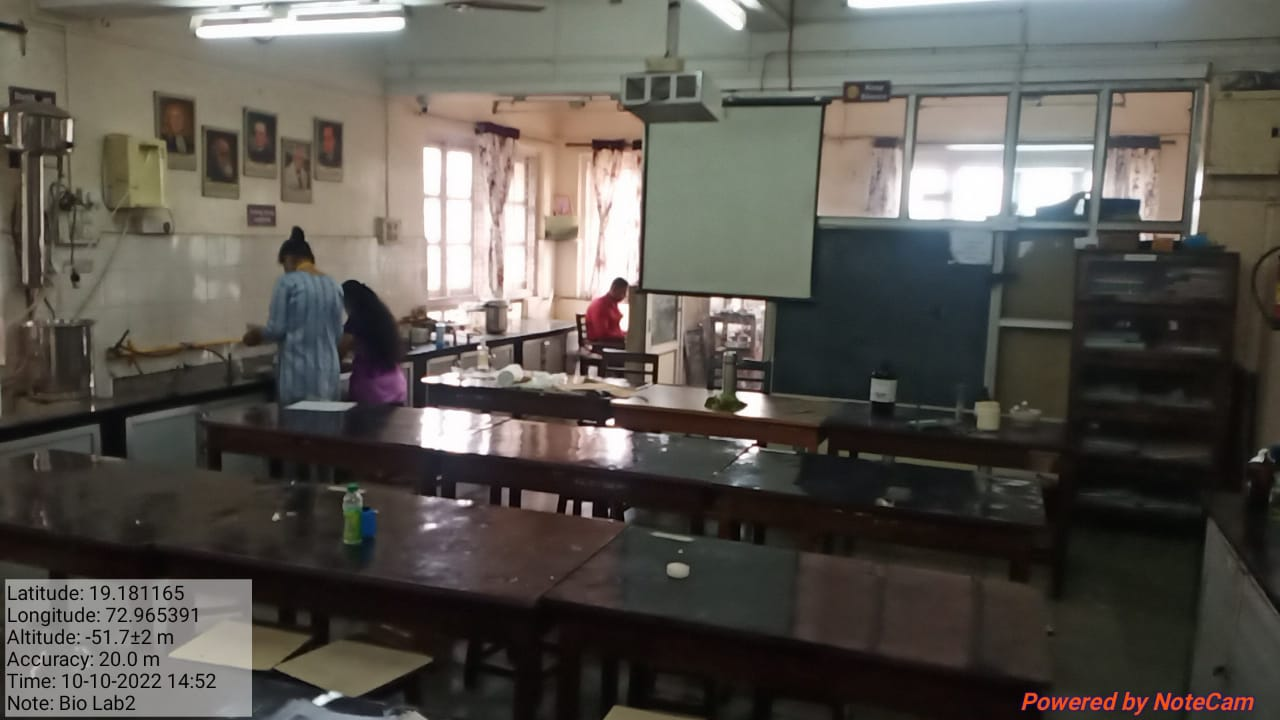 Latitude: 19.181165
Longitude: 72.965391
Altitude: -51.7±2 m
Accuracy: 20.0 m
Time: 10-10-2022 14:52
Note: Bio Lab2
Powered by NoteCam